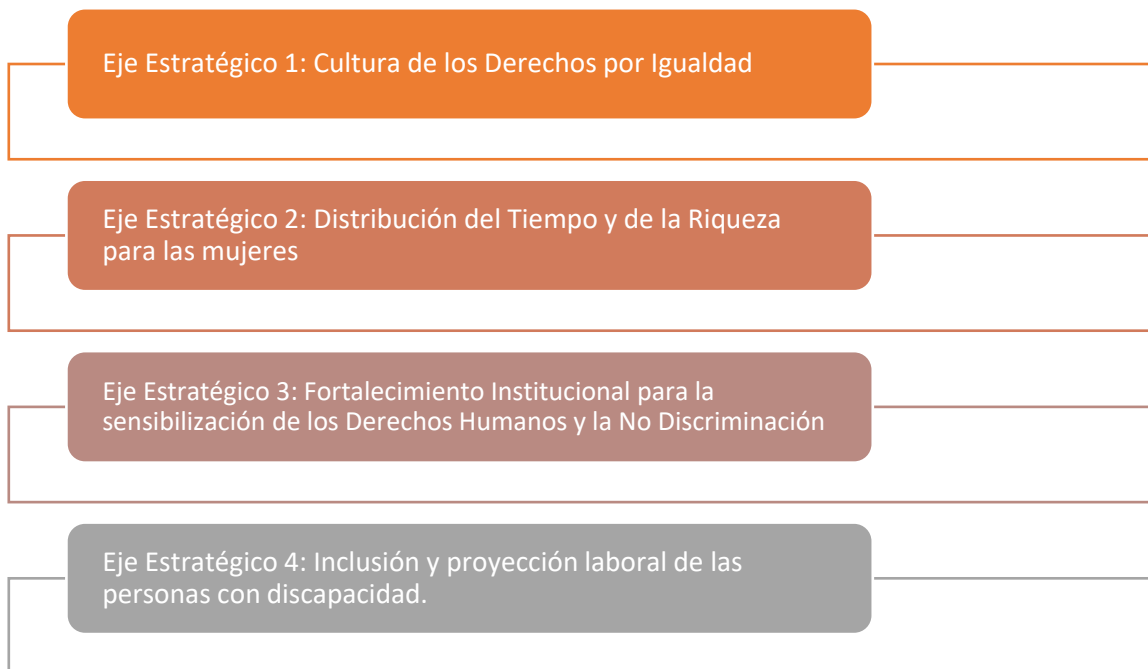 Eje Estratégico 1: Cultura de los Derechos por Igualdad
Eje Estratégico 2: Distribución del Tiempo y de la Riqueza
para las mujeres
Eje Estratégico 3: Fortalecimiento Institucional para la
sensibilización de los Derechos Humanos y la No Discriminación
Eje Estratégico 4: Inclusión y proyección laboral de las
personas con discapacidad.